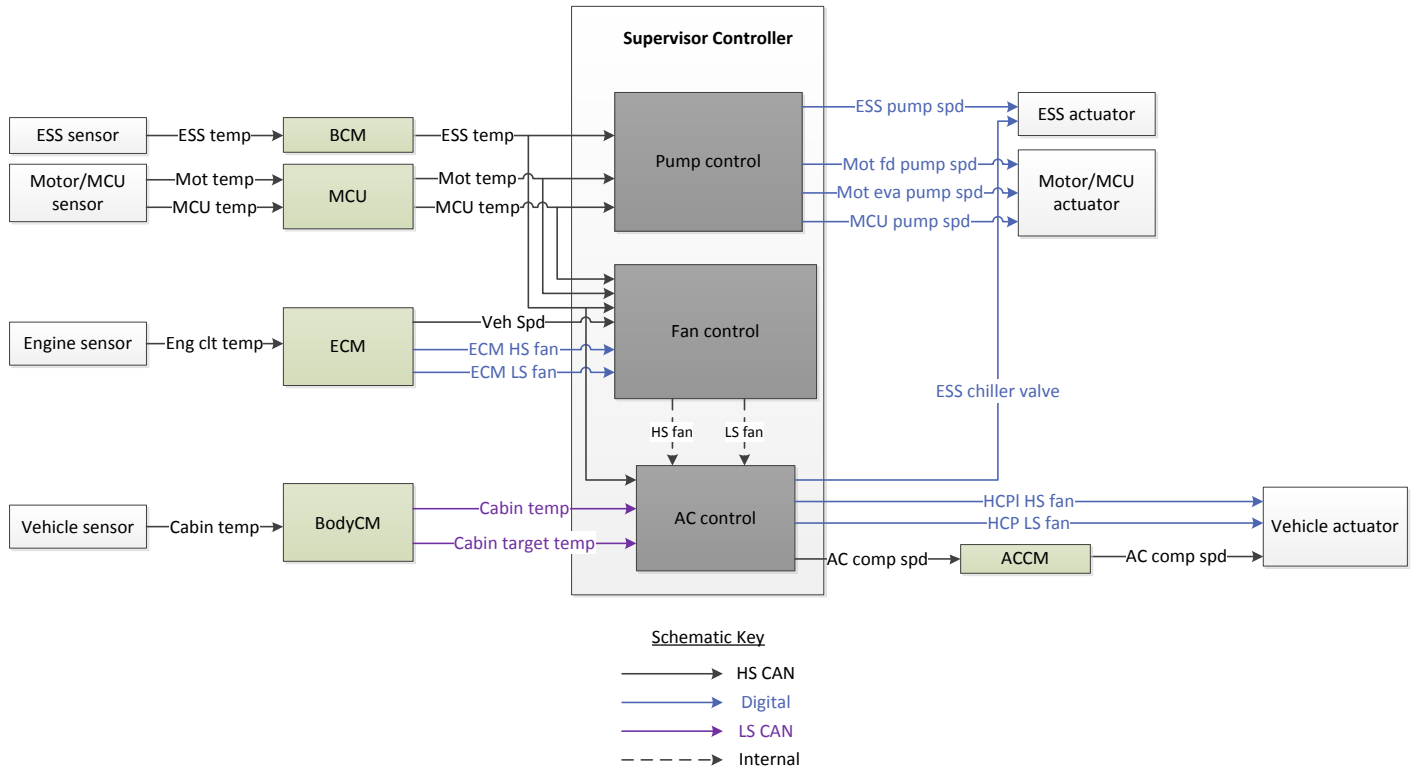 Supervisor Controller
ESS sensor
ESS temp
BCM
ESS temp
Motor/MCU
sensor
Mot temp
MCU temp
MCU
Mot temp
MCU temp
Pump control
ESS pump spd
Mot fd pump spd
Mot eva pump spd
MCU pump spd
ESS actuator
Motor/MCU
actuator
Engine sensor
Eng clt temp
ECM
Veh Spd
ECM HS fan
ECM LS fan
Fan control
HS fan
LS fan
ESS chiller valve
Vehicle sensor
Cabin temp
BodyCM
Cabin temp
Cabin target temp
AC control
HCPl HS fan
HCP LS fan
AC comp spd
ACCM
AC comp spd
Vehicle actuator
Schematic Key
HS CAN
Digital
LS CAN
Internal